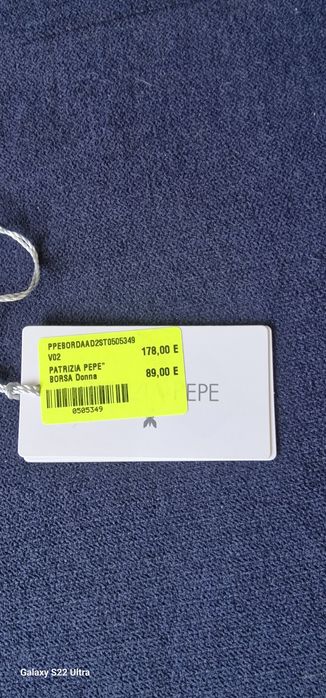 PPEBORDAAD2ST0505349
V02 178,00 E
PATRIZIA PEPE" 89,00 E
BORSA Donna
0505349
PEPE
Galaxy S22 Ultra